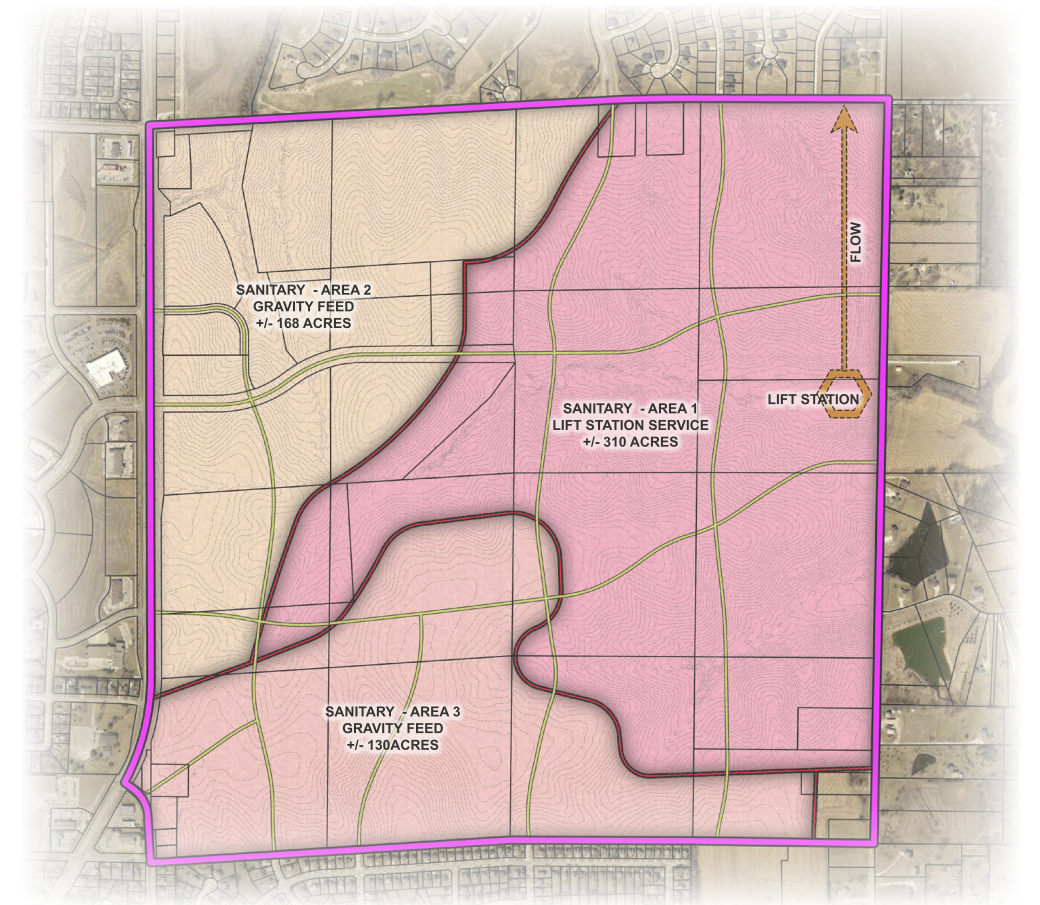 FLOW
SANITARY - AREA 2
GRAVITY FEED
+/- 168 ACRES
LIFT STATION
SANITARY - AREA 1
LIFT STATION SERVICE
+/- 310 ACRES
SANITARY - AREA 3
GRAVITY FEED
+/- 130ACRES